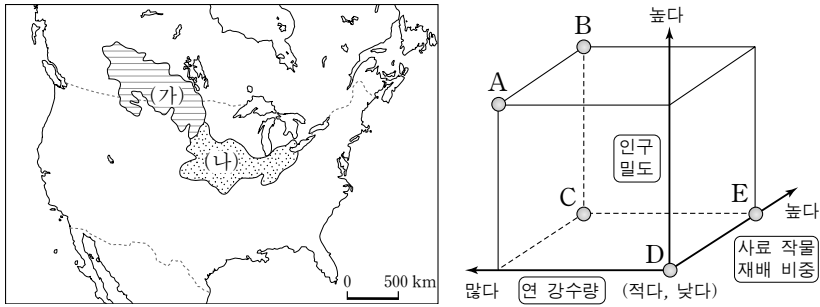 (가)
(나)
0 500 km
높다
B
A
인구
밀도
C
E
높다
D
사료 작물
재배 비중
많다 연 강수량 (적다, 낮다)